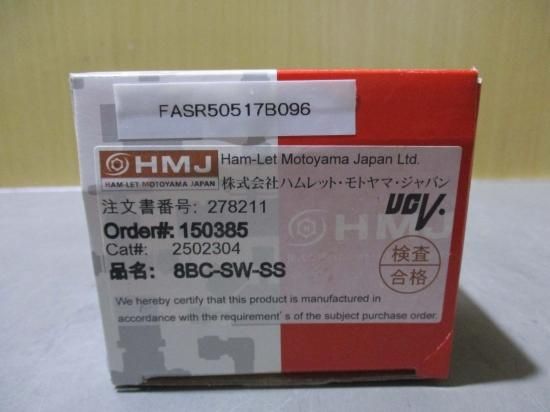 FASR50517B096
HMJ
HAM-LET MOTOYAMA JAPAN
Ham-Let Motoyama Japan Ltd.
株式会社ハムレット・モトヤマ・ジャパン
注文書番号: 278211
UGV.
Order#: 150385
HMJ
Cat#: 2502304
検査
合格
品名: 8BC-SW-SS
We hereby certify that this product is manufactured in
accordance with the requirement's of the subject purchase order.